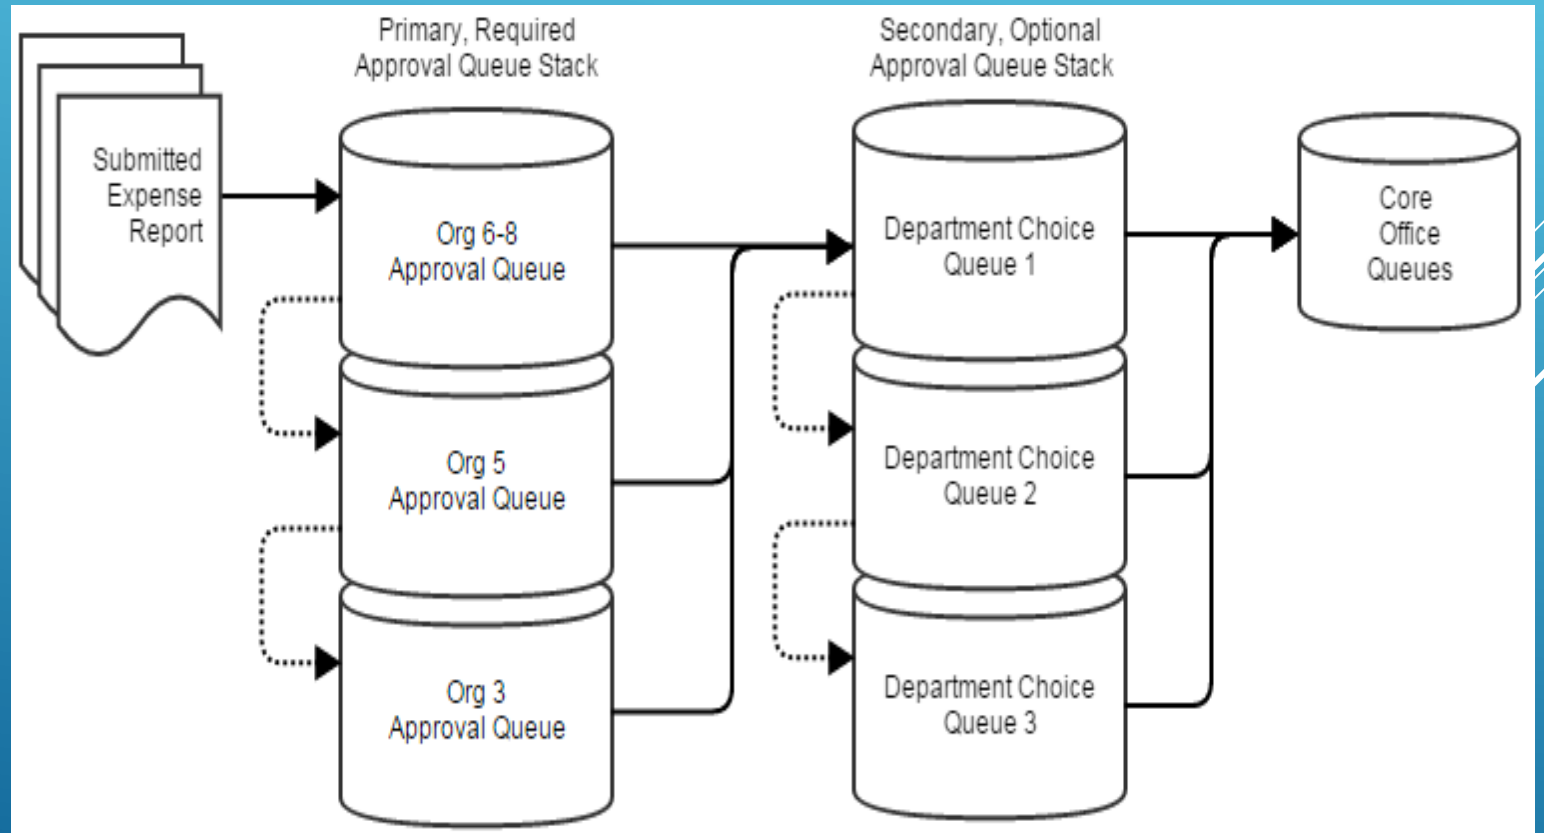 Primary, Required
Approval Queue Stack
Secondary, Optional
Approval Queue Stack
Submitted
Expense
Report
Org 6-8
Approval Queue
Department Choice
Queue 1
Core
Office
Queues
Org 5
Approval Queue
Department Choice
Queue 2
Org 3
Approval Queue
Department Choice
Queue 3